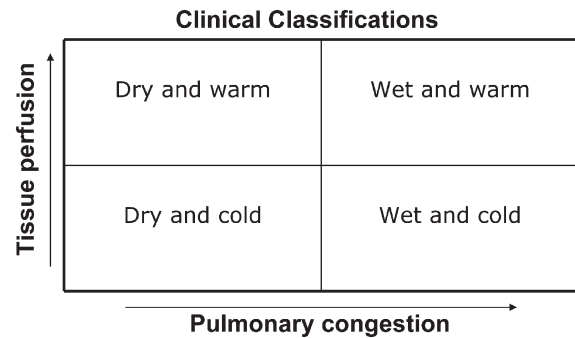 Clinical Classifications
Tissue perfusion
Dry and warm
Wet and warm
Dry and cold
Wet and cold
Pulmonary congestion